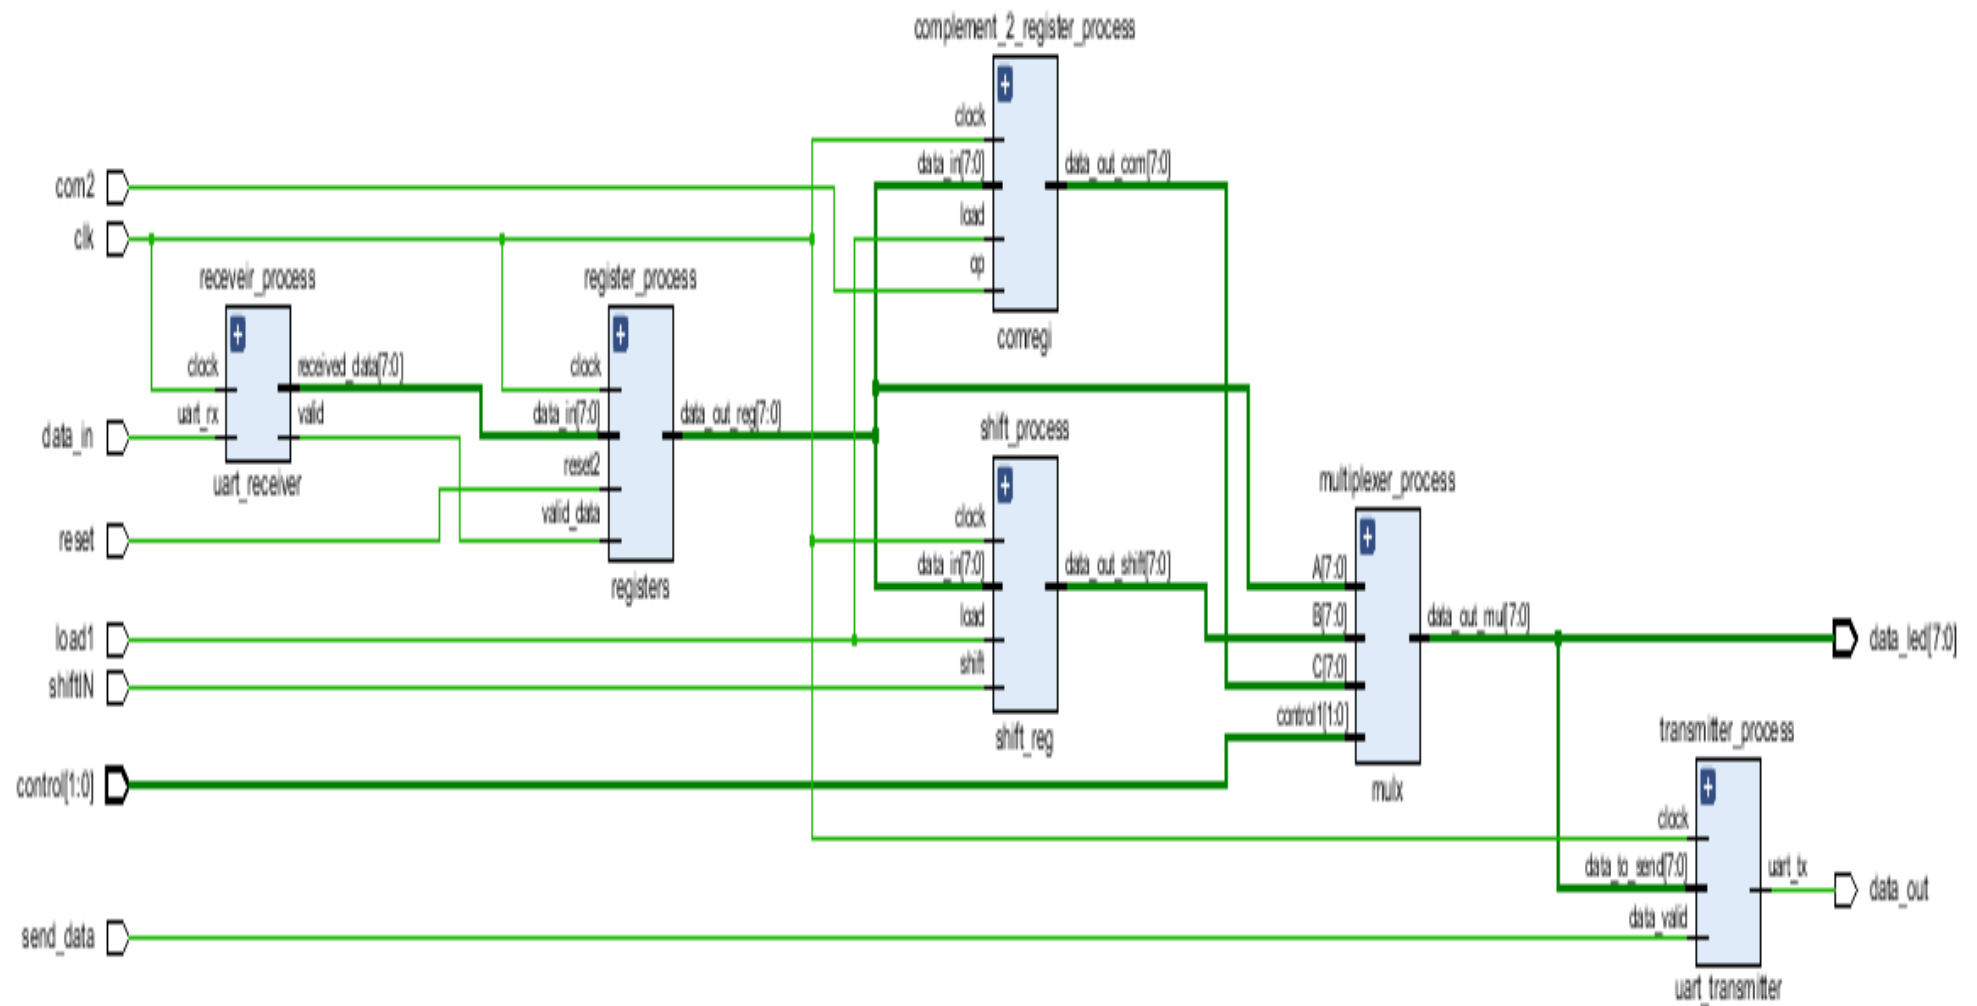 complement_2_register_process
clock
data_in[7:0]
data_out_com[7:0]
load
op
comregi
com2
clk
receveir_process
clock
received_data[7:0]
uart_rx
valid
uart_receiver
data_in
register_process
clock
data_in[7:0]
data_out_reg[7:0]
reset2
valid_data
registers
reset
shift_process
clock
data_in[7:0]
data_out_shift[7:0]
load
shift
shift_reg
load1
shiftIN
multiplexer_process
A[7:0]
B[7:0]
data_out_mul[7:0]
C[7:0]
control1[1:0]
mulx
data_led[7:0]
control[1:0]
transmitter_process
clock
data_to_send[7:0]
uart_tx
data_valid
uart_transmitter
data_out
send_data